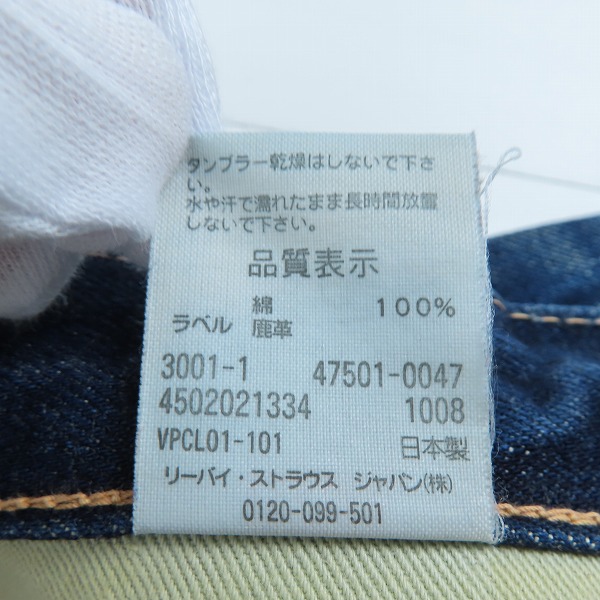 タンブラー乾燥はしないで下さ
い。
水や汗で濡れたまま長時間放置
しないで下さい。
品質表示
綿 100%
ラベル 鹿革
3001-1 47501-0047
4502021334 1008
VPCL01-101 日本製
リーバイ・ストラウス ジャパン(株)
0120-099-501